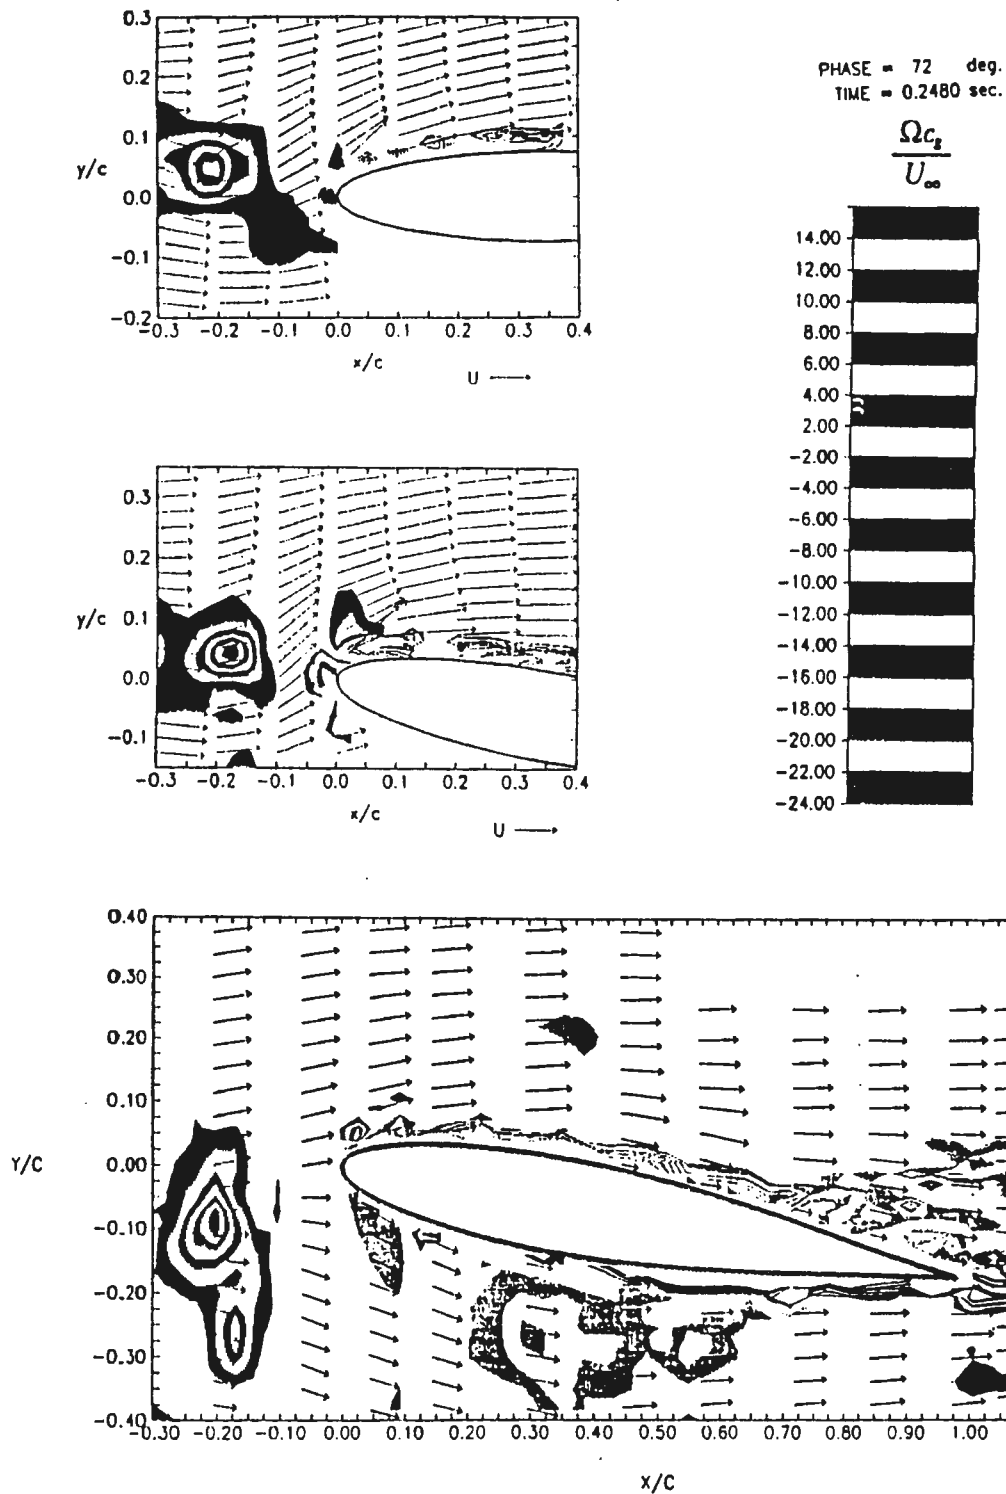 0.3
0.2
0.1
y/c
0.0
-0.1
-0.2
-0.3 -0.2 -0.1 0.0 0.1 0.2 0.3 0.4
x/c
U
PHASE = 72 deg.
TIME = 0.2480 sec.
Ωc
U∞
14.00
12.00
10.00
8.00
6.00
4.00
2.00
-2.00
-4.00
-6.00
-8.00
-10.00
-12.00
-14.00
-16.00
-18.00
-20.00
-22.00
-24.00
0.3
0.2
0.1
y/c
0.0
-0.1
-0.3 -0.2 -0.1 0.0 0.1 0.2 0.3 0.4
x/c
U
0.40
0.30
0.20
0.10
Y/C
0.00
-0.10
-0.20
-0.30
-0.40
-0.30 -0.20 -0.10 0.00 0.10 0.20 0.30 0.40 0.50 0.60 0.70 0.80 0.90 1.00
X/C